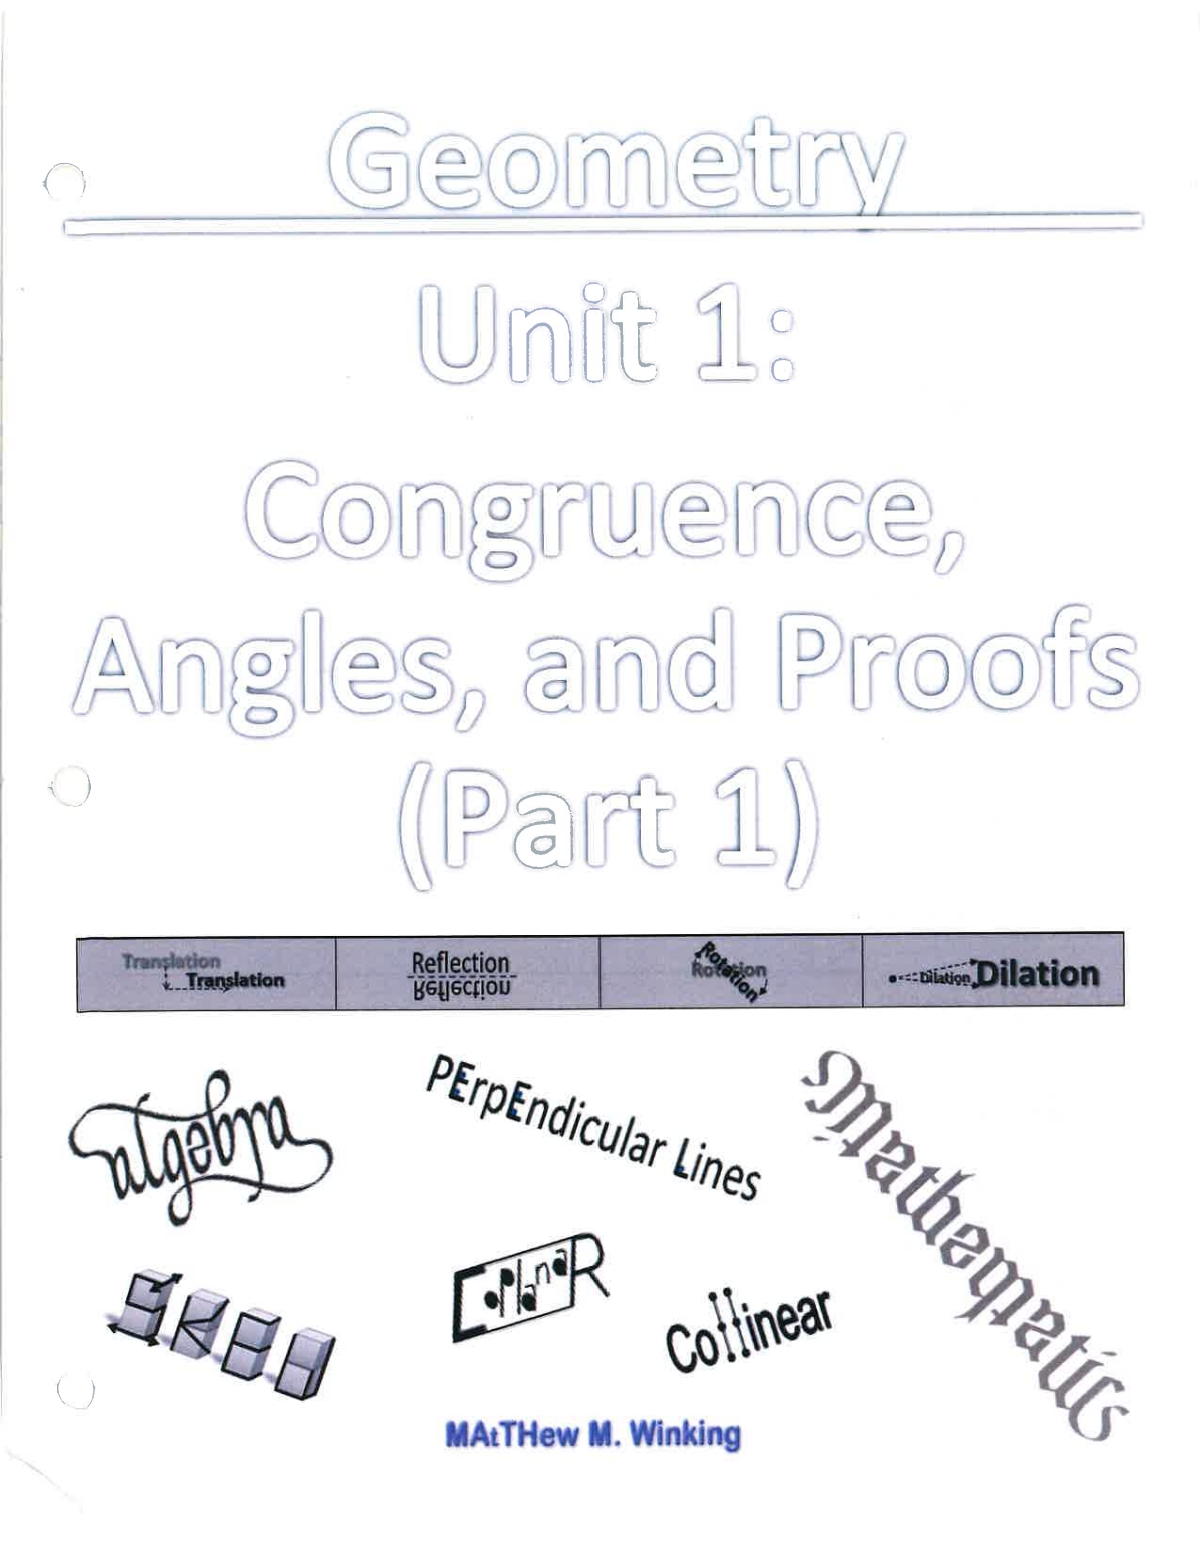 Geometry
Unit 1:
Congruence,
Angles, and Proofs
(Part 1)
Translation
Translation
Reflection
Reflection
Rotation
Rotation
Dilation Dilation
algebra
PErpEndicular Lines
Mathematics
SKEW
CoPlanaR
Collinear
MAtTHew M. Winking